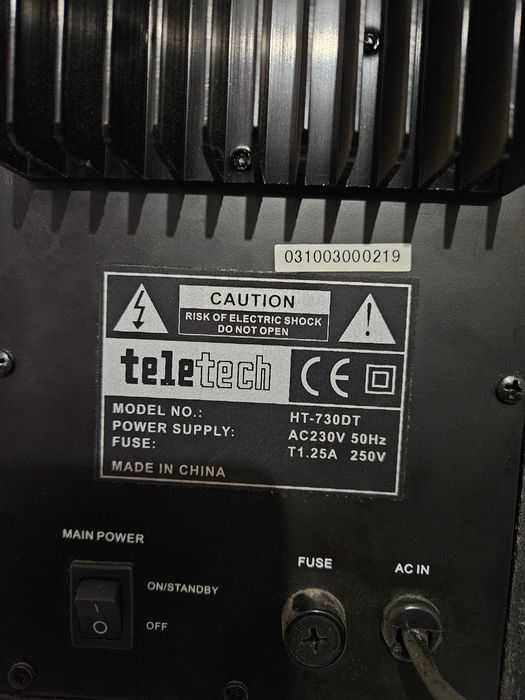 031003000219
CAUTION
RISK OF ELECTRIC SHOCK
DO NOT OPEN
teletech CE
MODEL NO.: HT-730DT
POWER SUPPLY: AC230V 50Hz
FUSE: T1.25A 250V
MADE IN CHINA
MAIN POWER
ON/STANDBY
OFF
FUSE
AC IN